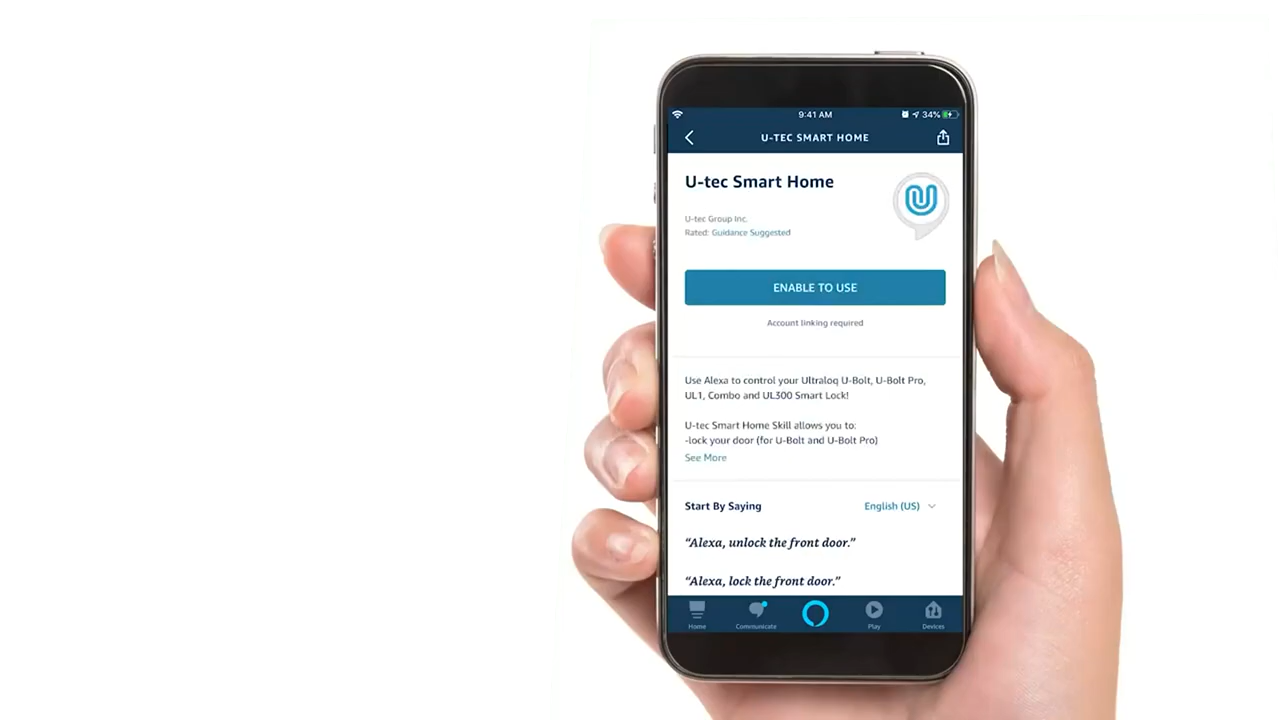 9:41 AM
34%
U-TEC SMART HOME
U-tec Smart Home
U-tec Group Inc.
Rated: Guidance Suggested
ENABLE TO USE
Account linking required
Use Alexa to control your Ultraloq U-Bolt, U-Bolt Pro,
UL1, Combo and UL300 Smart Lock!
U-tec Smart Home Skill allows you to:
-lock your door (for U-Bolt and U-Bolt Pro)
See More
Start By Saying
English (US)
“Alexa, unlock the front door.”
“Alexa, lock the front door.”
Home
Communicate
Play
Devices